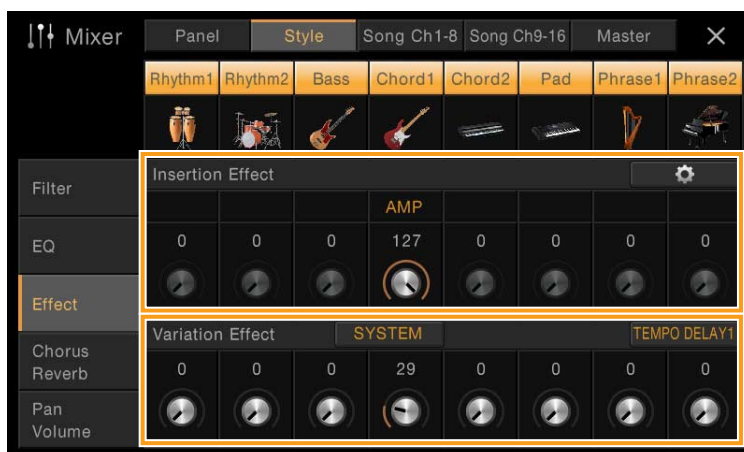 Mixer
Panel Style Song Ch1-8 Song Ch9-16 Master
Rhythm1 Rhythm2 Bass Chord1 Chord2 Pad Phrase1 Phrase2
Filter
EQ
Effect
Chorus
Reverb
Pan
Volume
Insertion Effect
AMP
0 0 0 127 0 0 0 0
Variation Effect SYSTEM TEMPO DELAY1
0 0 0 29 0 0 0 0